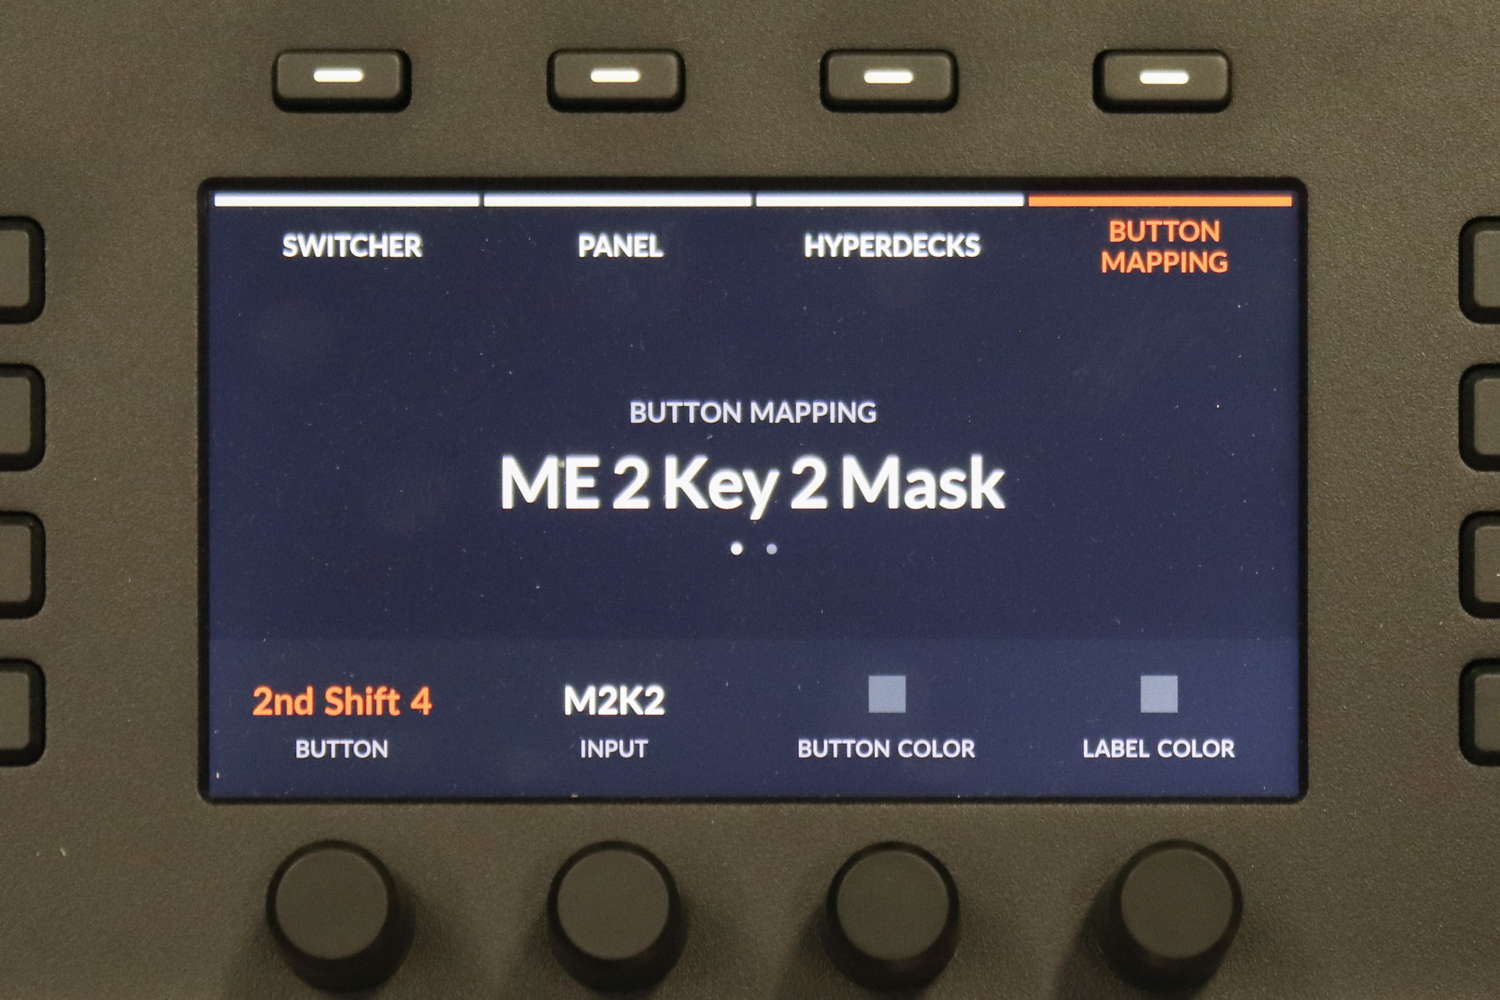 SWITCHER
PANEL
HYPERDECKS
BUTTON
MAPPING
BUTTON MAPPING
ME 2 Key 2 Mask
2nd Shift 4
M2K2
BUTTON
INPUT
BUTTON COLOR
LABEL COLOR